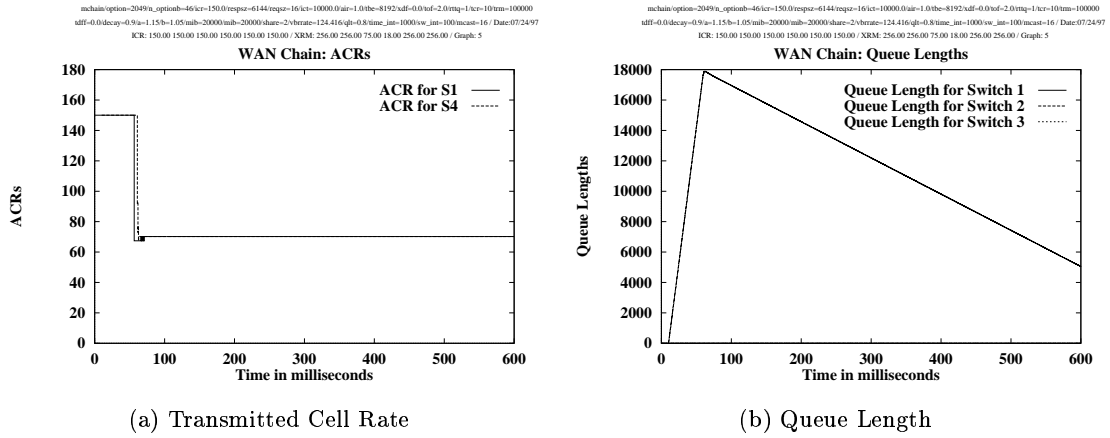 mchain/option=2049/n_optionb=46/icr=150.0/respsz=6144/reqsz=16/ict=10000.0/air=1.0/tbe=8192/xdf=0.0/tof=2.0/rtq=1/tcr=10/trm=100000
tdff=0.0/decay=0.9/a=1.15/b=1.05/mib=20000/mib=20000/share=2/vbrrate=124.416/qlt=0.8/time_int=1000/sw_int=100/mcast=16 / Date:07/24/97
ICR: 150.00 150.00 150.00 150.00 150.00 150.00 / XRM: 256.00 256.00 75.00 18.00 256.00 256.00 / Graph: 5
WAN Chain: ACRs
ACR for S1
ACR for S4
180
160
140
120
100
80
60
40
20
0
ACRs
0 100 200 300 400 500 600
Time in milliseconds
(a) Transmitted Cell Rate
mchain/option=2049/n_optionb=46/icr=150.0/respsz=6144/reqsz=16/ict=10000.0/air=1.0/tbe=8192/xdf=0.0/tof=2.0/rtq=1/tcr=10/trm=100000
tdff=0.0/decay=0.9/a=1.15/b=1.05/mib=20000/mib=20000/share=2/vbrrate=124.416/qlt=0.8/time_int=1000/sw_int=100/mcast=16 / Date:07/24/97
ICR: 150.00 150.00 150.00 150.00 150.00 150.00 / XRM: 256.00 256.00 75.00 18.00 256.00 256.00 / Graph: 5
WAN Chain: Queue Lengths
Queue Length for Switch 1
Queue Length for Switch 2
Queue Length for Switch 3
18000
16000
14000
12000
10000
8000
6000
4000
2000
0
Queue Lengths
0 100 200 300 400 500 600
Time in milliseconds
(b) Queue Length